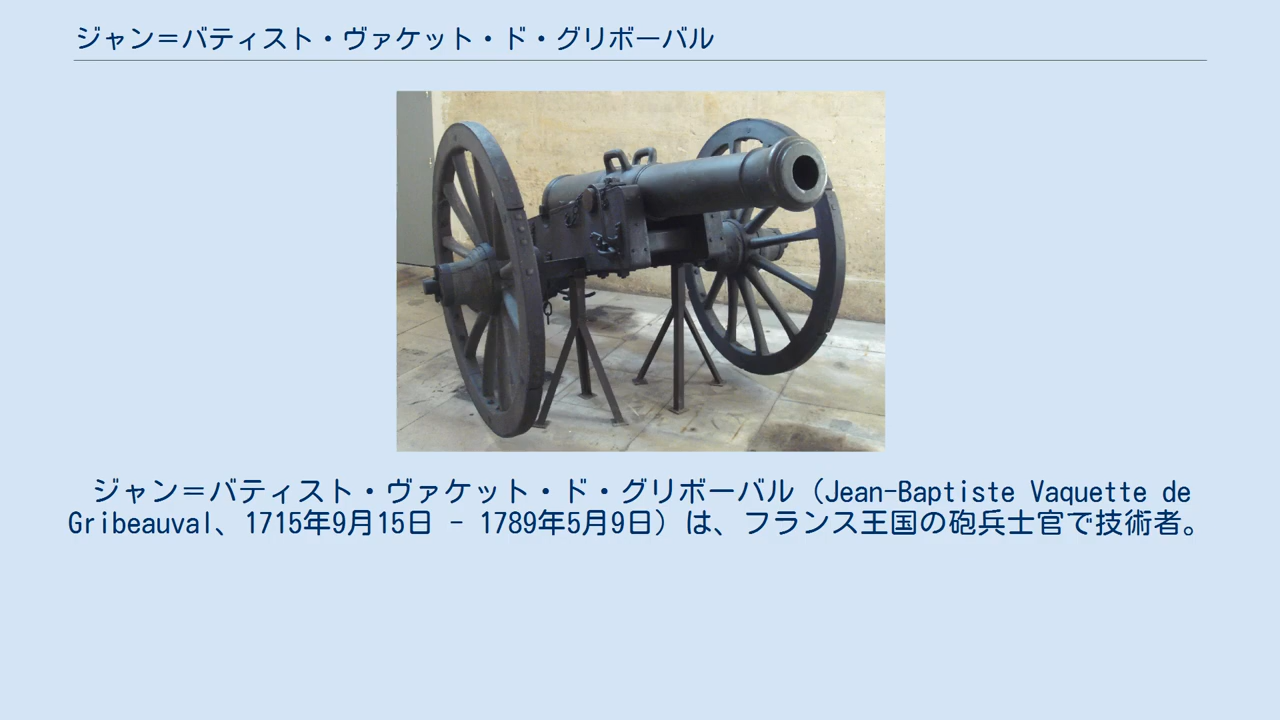 ジャン＝バティスト・ヴァケット・ド・グリボーバル
ジャン＝バティスト・ヴァケット・ド・グリボーバル（Jean-Baptiste Vaquette de
Gribeauval、1715年9月15日 - 1789年5月9日）は、フランス王国の砲兵士官で技術者。